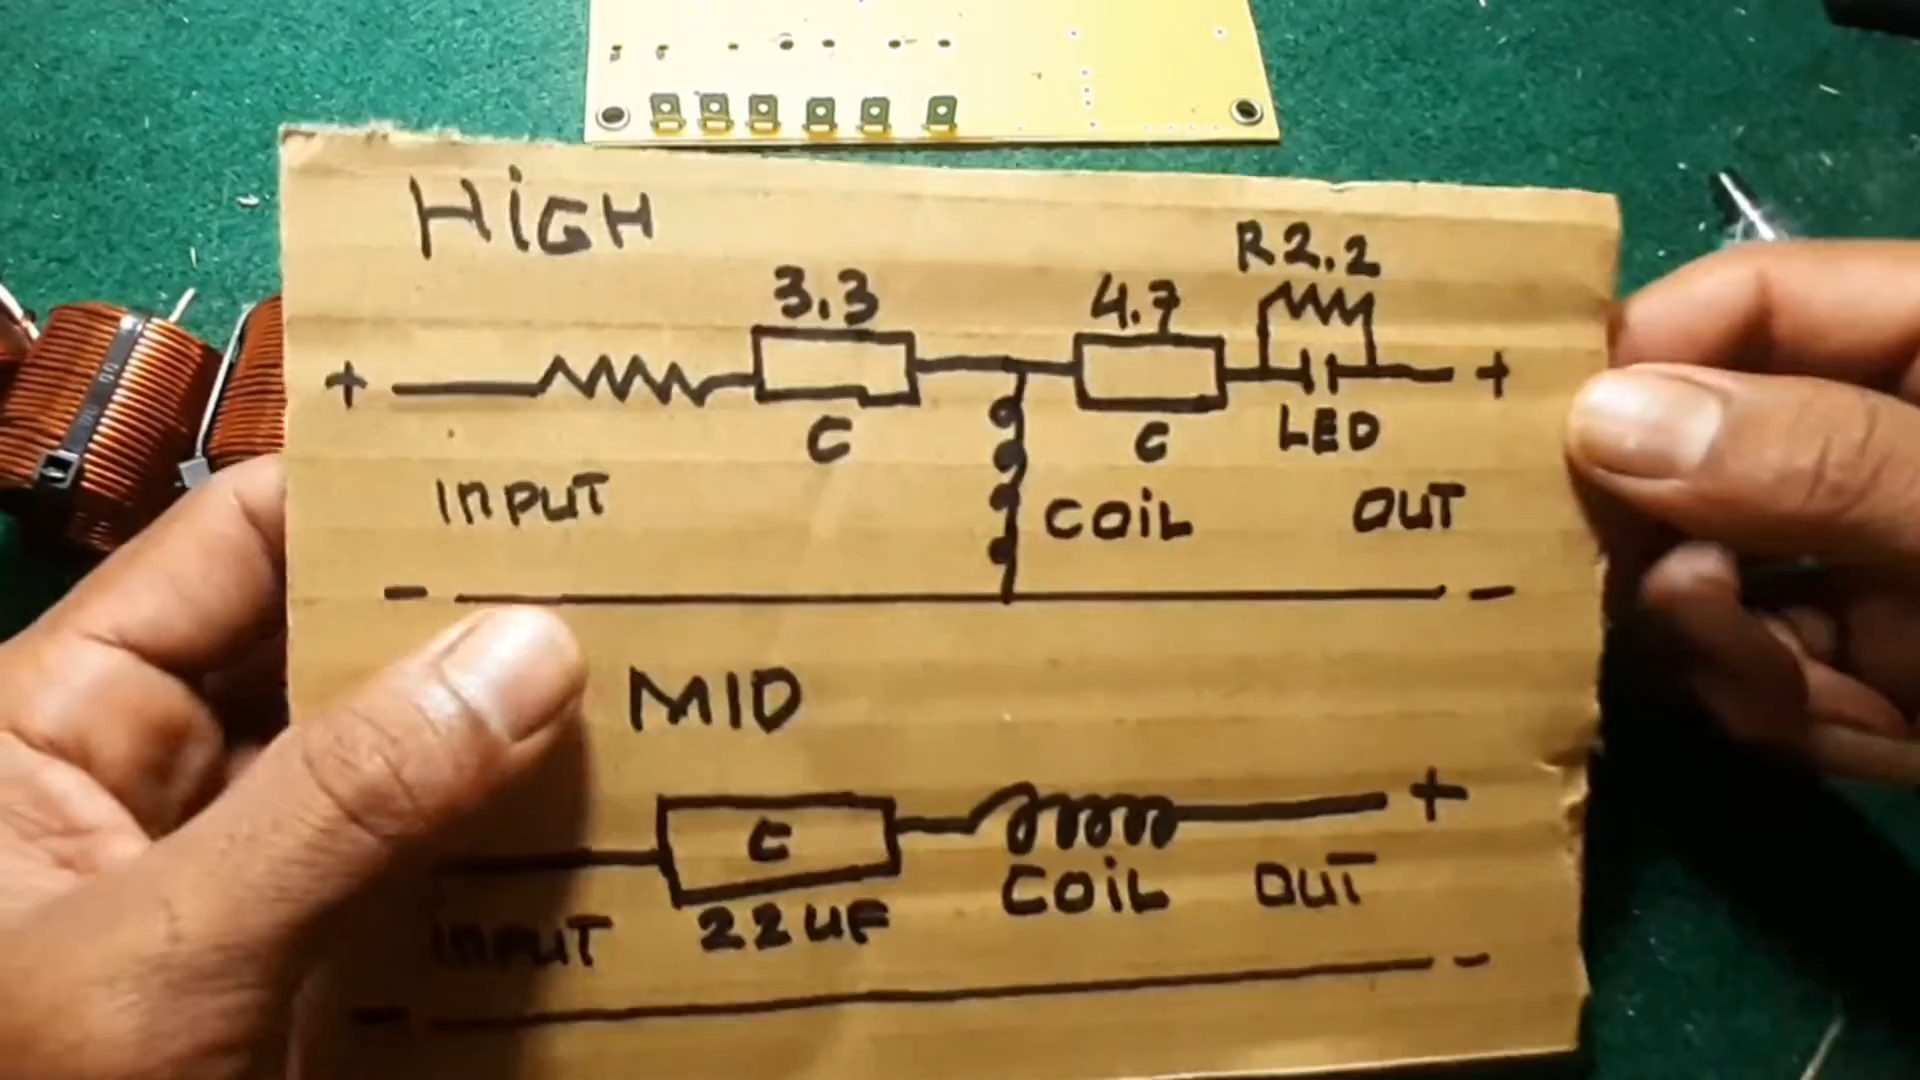 HiGH
R2.2
3.3
4.7
+
+
C
C
LED
INPUT
COiL
OUT
-
-
MID
+
C
COiL
OUT
INPUT
22UF
-
-